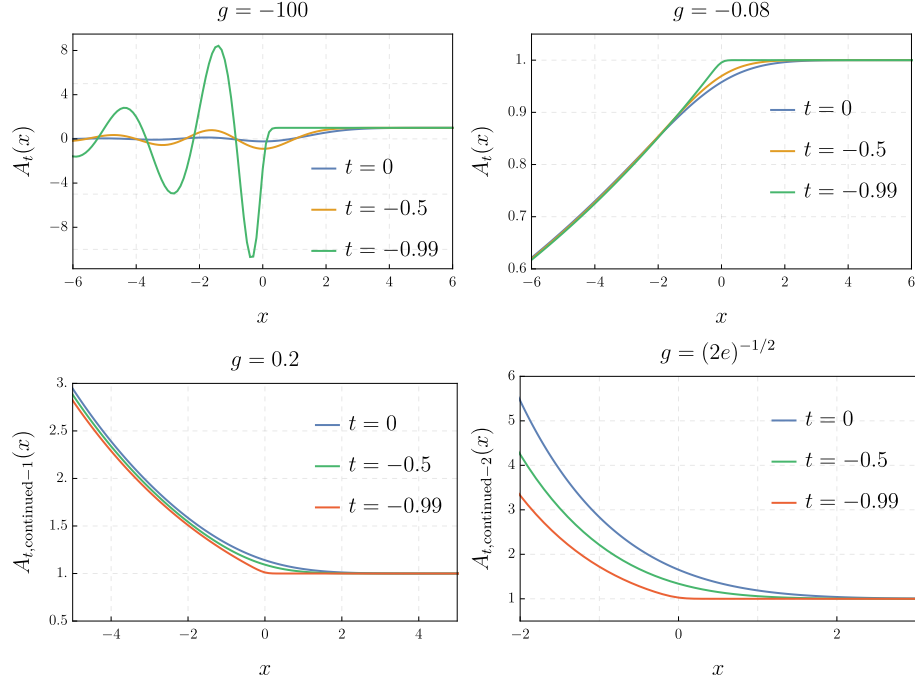 g = −100
8
4
0
−4
−8
−6
−4
−2
0
2
4
6
A_t(x)
x
t = 0
t = −0.5
t = −0.99
g = −0.08
1.
0.9
0.8
0.7
0.6
−6
−4
−2
0
2
4
6
A_t(x)
x
t = 0
t = −0.5
t = −0.99
g = 0.2
3.
2.5
2.
1.5
1.
0.5
−4
−2
0
2
4
A_{t,continued−1}(x)
x
t = 0
t = −0.5
t = −0.99
g = (2e)^{−1/2}
6
5
4
3
2
1
−2
0
2
A_{t,continued−2}(x)
x
t = 0
t = −0.5
t = −0.99